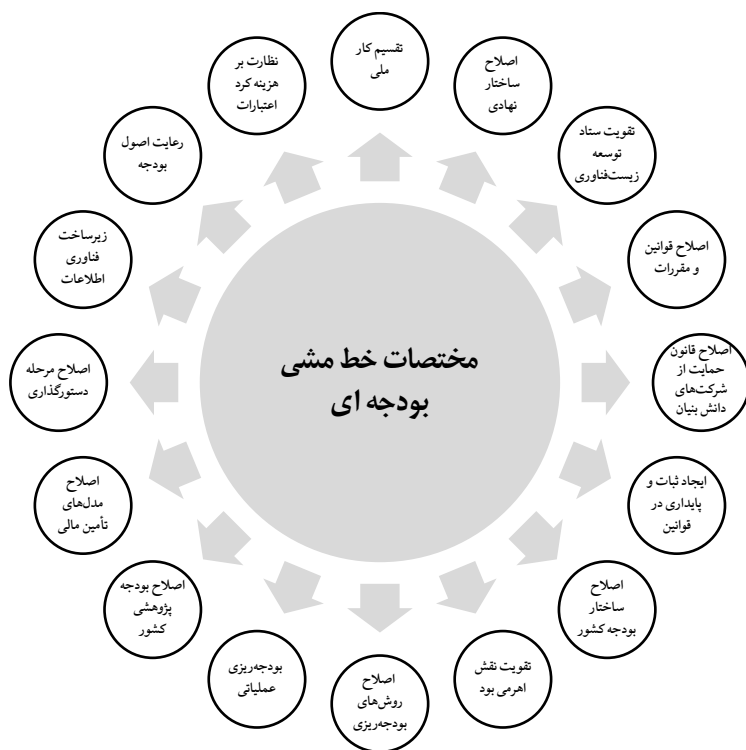 مختصات خط مشی
بودجه ای
تقسیم کار
ملی
اصلاح
ساختار
نهادی
تقویت ستاد
توسعه
زیست‌فناوری
اصلاح قوانین
و مقررات
اصلاح قانون
حمایت از
شرکت‌های
دانش بنیان
ایجاد ثبات و
پایداری در
قوانین
اصلاح
ساختار
بودجه کشور
تقویت نقش
اهرمی بود
اصلاح
روش‌های
بودجه‌ریزی
بودجه‌ریزی
عملیاتی
اصلاح بودجه
پژوهشی
کشور
اصلاح
مدل‌های
تأمین مالی
اصلاح مرحله
دستورگذاری
زیرساخت
فناوری
اطلاعات
رعایت اصول
بودجه
نظارت بر
هزینه کرد
اعتبارات